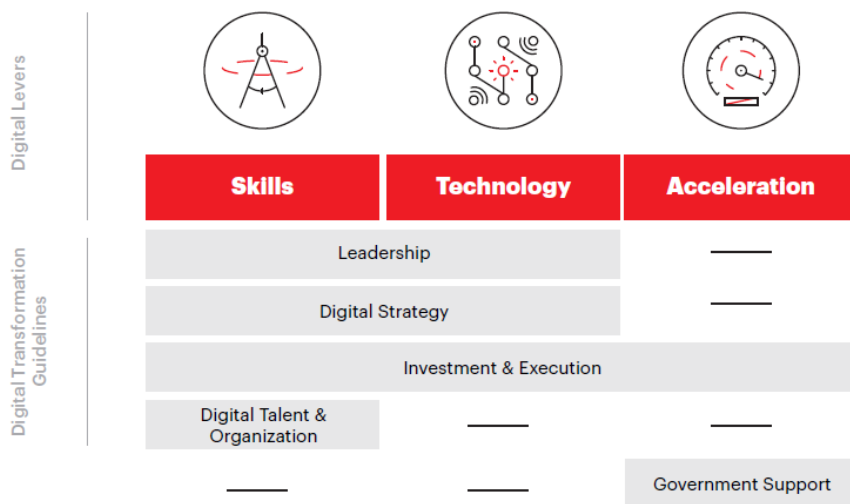 Digital Levers
Skills
Technology
Acceleration
Digital Transformation
Guidelines
Leadership
Digital Strategy
Investment & Execution
Digital Talent &
Organization
Government Support